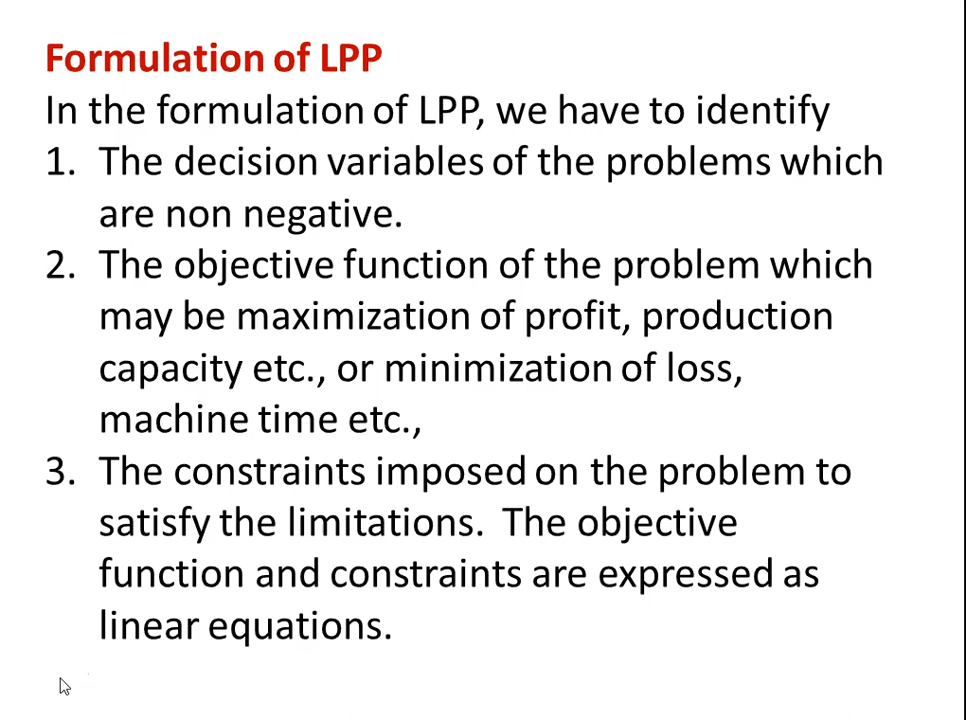 Formulation of LPP
In the formulation of LPP, we have to identify
1. The decision variables of the problems which
are non negative.
2. The objective function of the problem which
may be maximization of profit, production
capacity etc., or minimization of loss,
machine time etc.,
3. The constraints imposed on the problem to
satisfy the limitations. The objective
function and constraints are expressed as
linear equations.